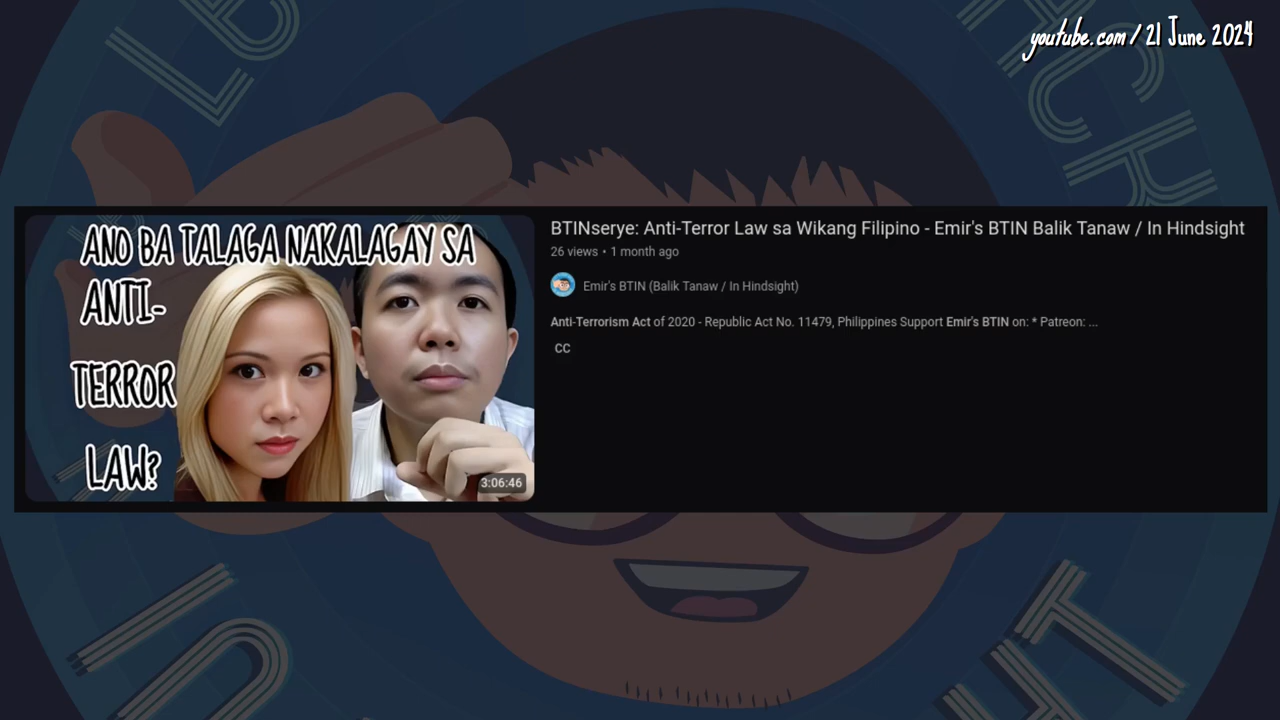 youtube.com / 21 June 2024
ANO BA TALAGA NAKALAGAY SA
ANTI-
TERROR
LAW?
3:06:46
BTINserye: Anti-Terror Law sa Wikang Filipino - Emir's BTIN Balik Tanaw / In Hindsight
26 views • 1 month ago
Emir's BTIN (Balik Tanaw / In Hindsight)
Anti-Terrorism Act of 2020 - Republic Act No. 11479, Philippines Support Emir's BTIN on: * Patreon: ...
CC